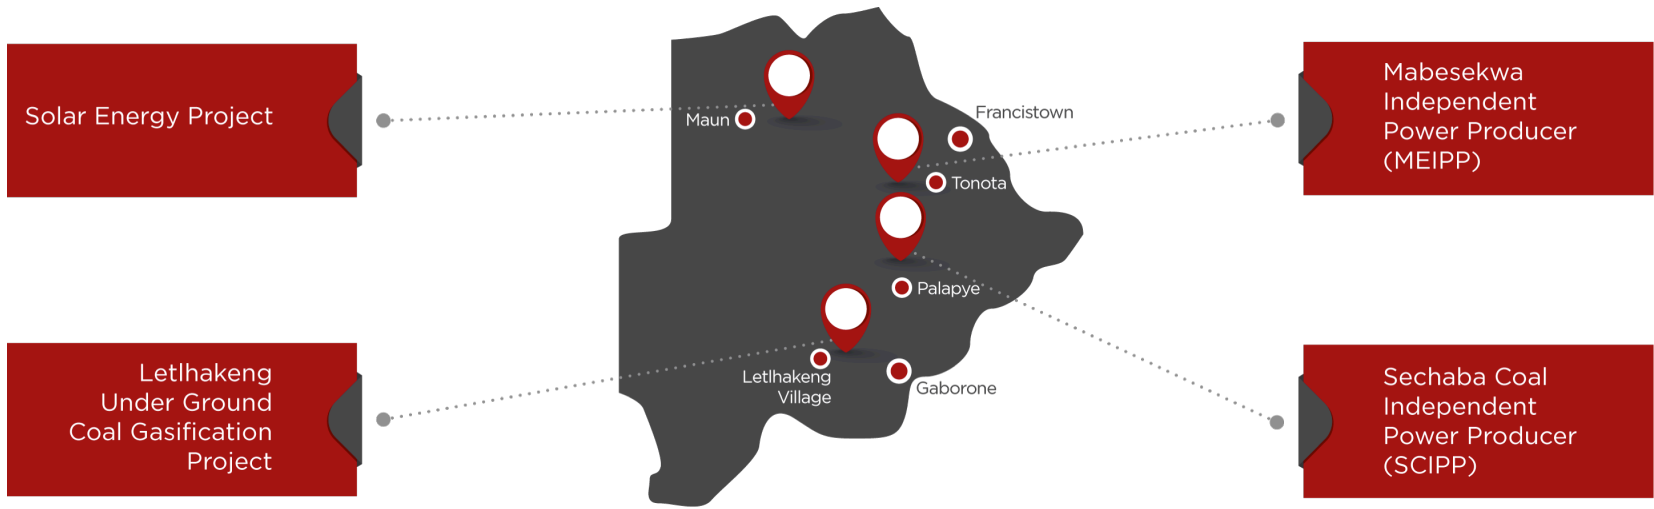 Solar Energy Project
Letlhakeng
Under Ground
Coal Gasification
Project
Maun
Francistown
Tonota
Palapye
Letlhakeng
Village
Gaborone
Mabesekwa
Independent
Power Producer
(MEIPP)
Sechaba Coal
Independent
Power Producer
(SCIPP)